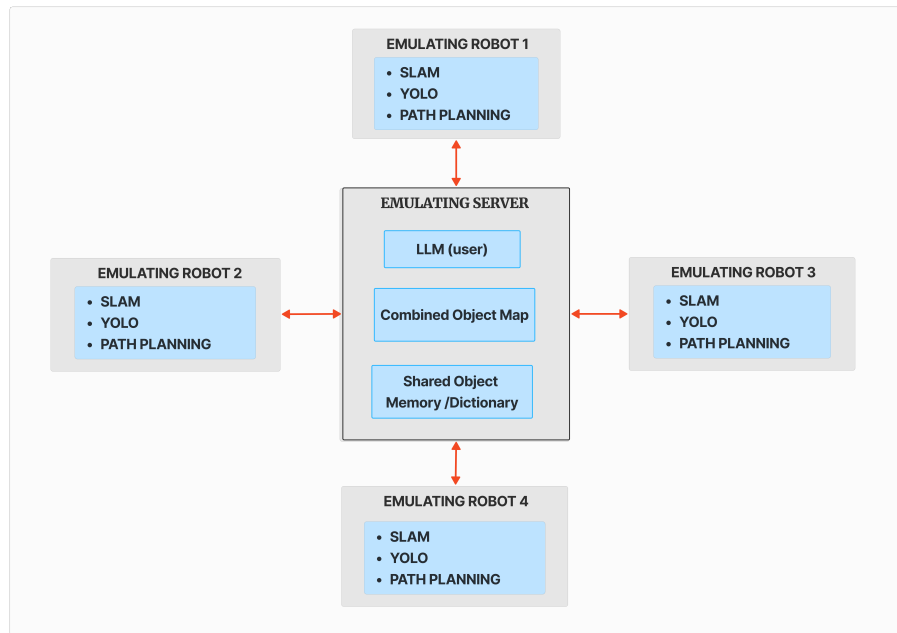 EMULATING ROBOT 1
• SLAM
• YOLO
• PATH PLANNING
EMULATING SERVER
LLM (user)
Combined Object Map
Shared Object
Memory /Dictionary
EMULATING ROBOT 2
• SLAM
• YOLO
• PATH PLANNING
EMULATING ROBOT 3
• SLAM
• YOLO
• PATH PLANNING
EMULATING ROBOT 4
• SLAM
• YOLO
• PATH PLANNING